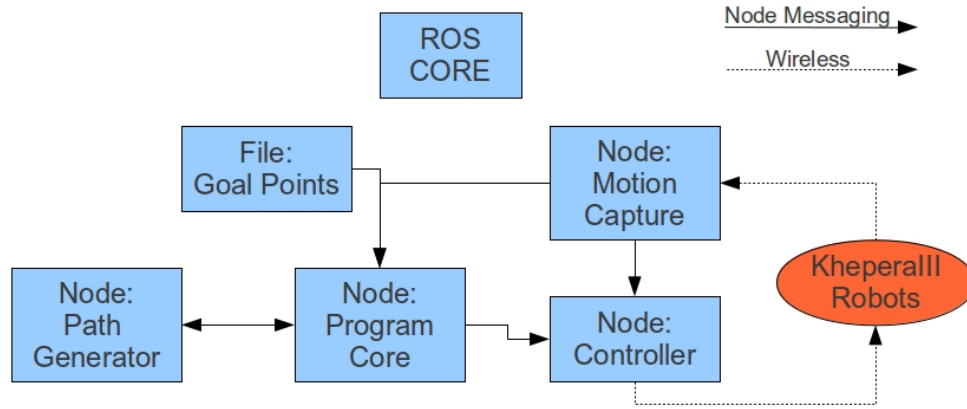 ROS
CORE
Node Messaging
Wireless
File:
Goal Points
Node:
Motion
Capture
KheperaIII
Robots
Node:
Path
Generator
Node:
Program
Core
Node:
Controller